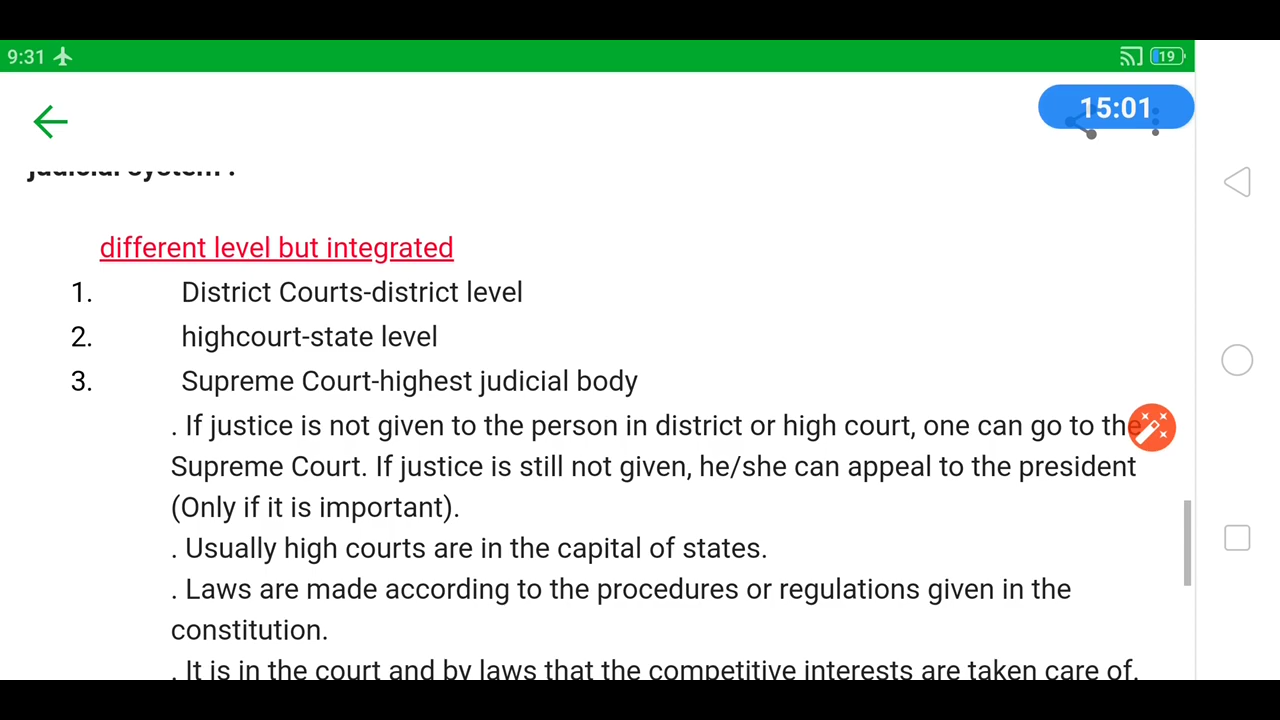 9:31
19
15:01
judicial system :
different level but integrated
1. District Courts-district level
2. highcourt-state level
3. Supreme Court-highest judicial body
. If justice is not given to the person in district or high court, one can go to the
Supreme Court. If justice is still not given, he/she can appeal to the president
(Only if it is important).
. Usually high courts are in the capital of states.
. Laws are made according to the procedures or regulations given in the
constitution.
. It is in the court and by laws that the competitive interests are taken care of.